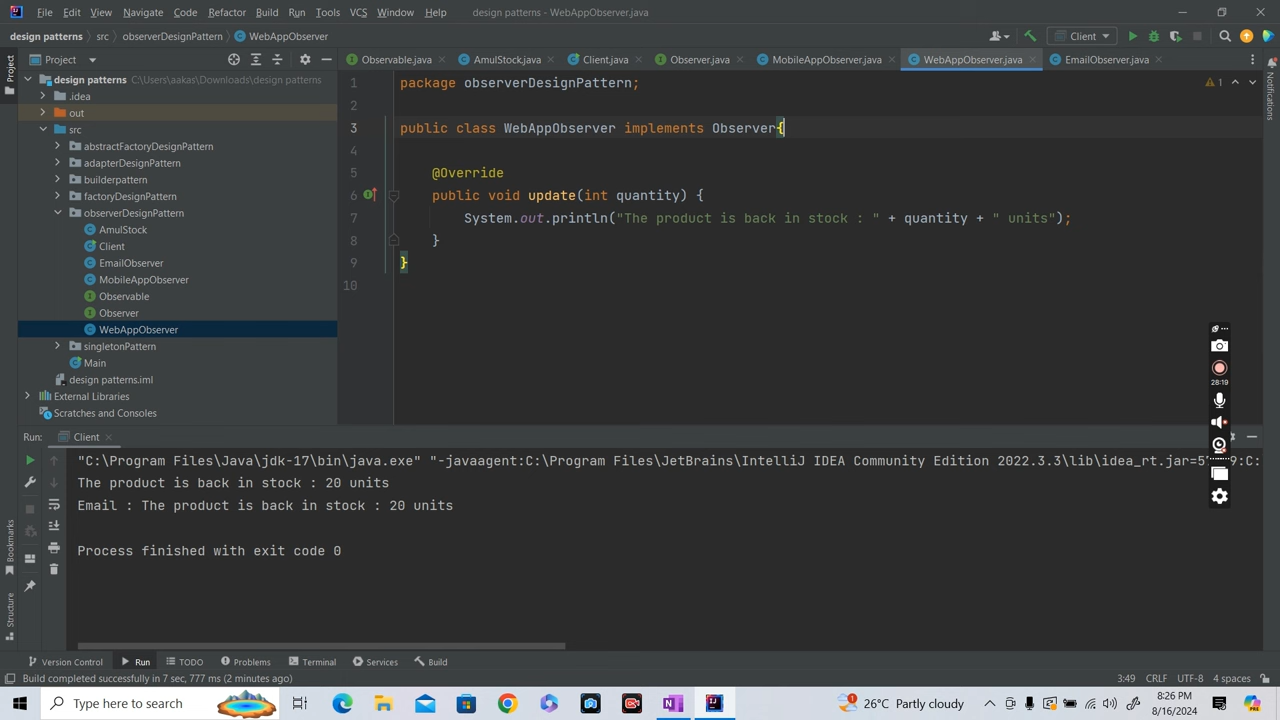 File Edit View Navigate Code Refactor Build Run Tools VCS Window Help design patterns - WebAppObserver.java
design patterns src observerDesignPattern WebAppObserver Client
Project
Observable.java AmulStock.java Client.java Observer.java MobileAppObserver.java WebAppObserver.java EmailObserver.java
Project
Notifications
design patterns C:\Users\aakas\Downloads\design patterns
.idea
out
src
abstractFactoryDesignPattern
adapterDesignPattern
builderpattern
factoryDesignPattern
observerDesignPattern
AmulStock
Client
EmailObserver
MobileAppObserver
Observable
Observer
WebAppObserver
singletonPattern
Main
design patterns.iml
External Libraries
Scratches and Consoles
1 package observerDesignPattern;
2
3 public class WebAppObserver implements Observer{
4
5 @Override
6 public void update(int quantity) {
7 System.out.println("The product is back in stock : " + quantity + " units");
8 }
9 }
10
1
28:19
Run: Client
"C:\Program Files\Java\jdk-17\bin\java.exe" "-javaagent:C:\Program Files\JetBrains\IntelliJ IDEA Community Edition 2022.3.3\lib\idea_rt.jar=5
The product is back in stock : 20 units
Email : The product is back in stock : 20 units
Process finished with exit code 0
Bookmarks
Structure
Version Control Run TODO Problems Terminal Services Build
Build completed successfully in 7 sec, 777 ms (2 minutes ago) 3:49 CRLF UTF-8 4 spaces
Type here to search 1 26°C Partly cloudy 8:26 PM
8/16/2024